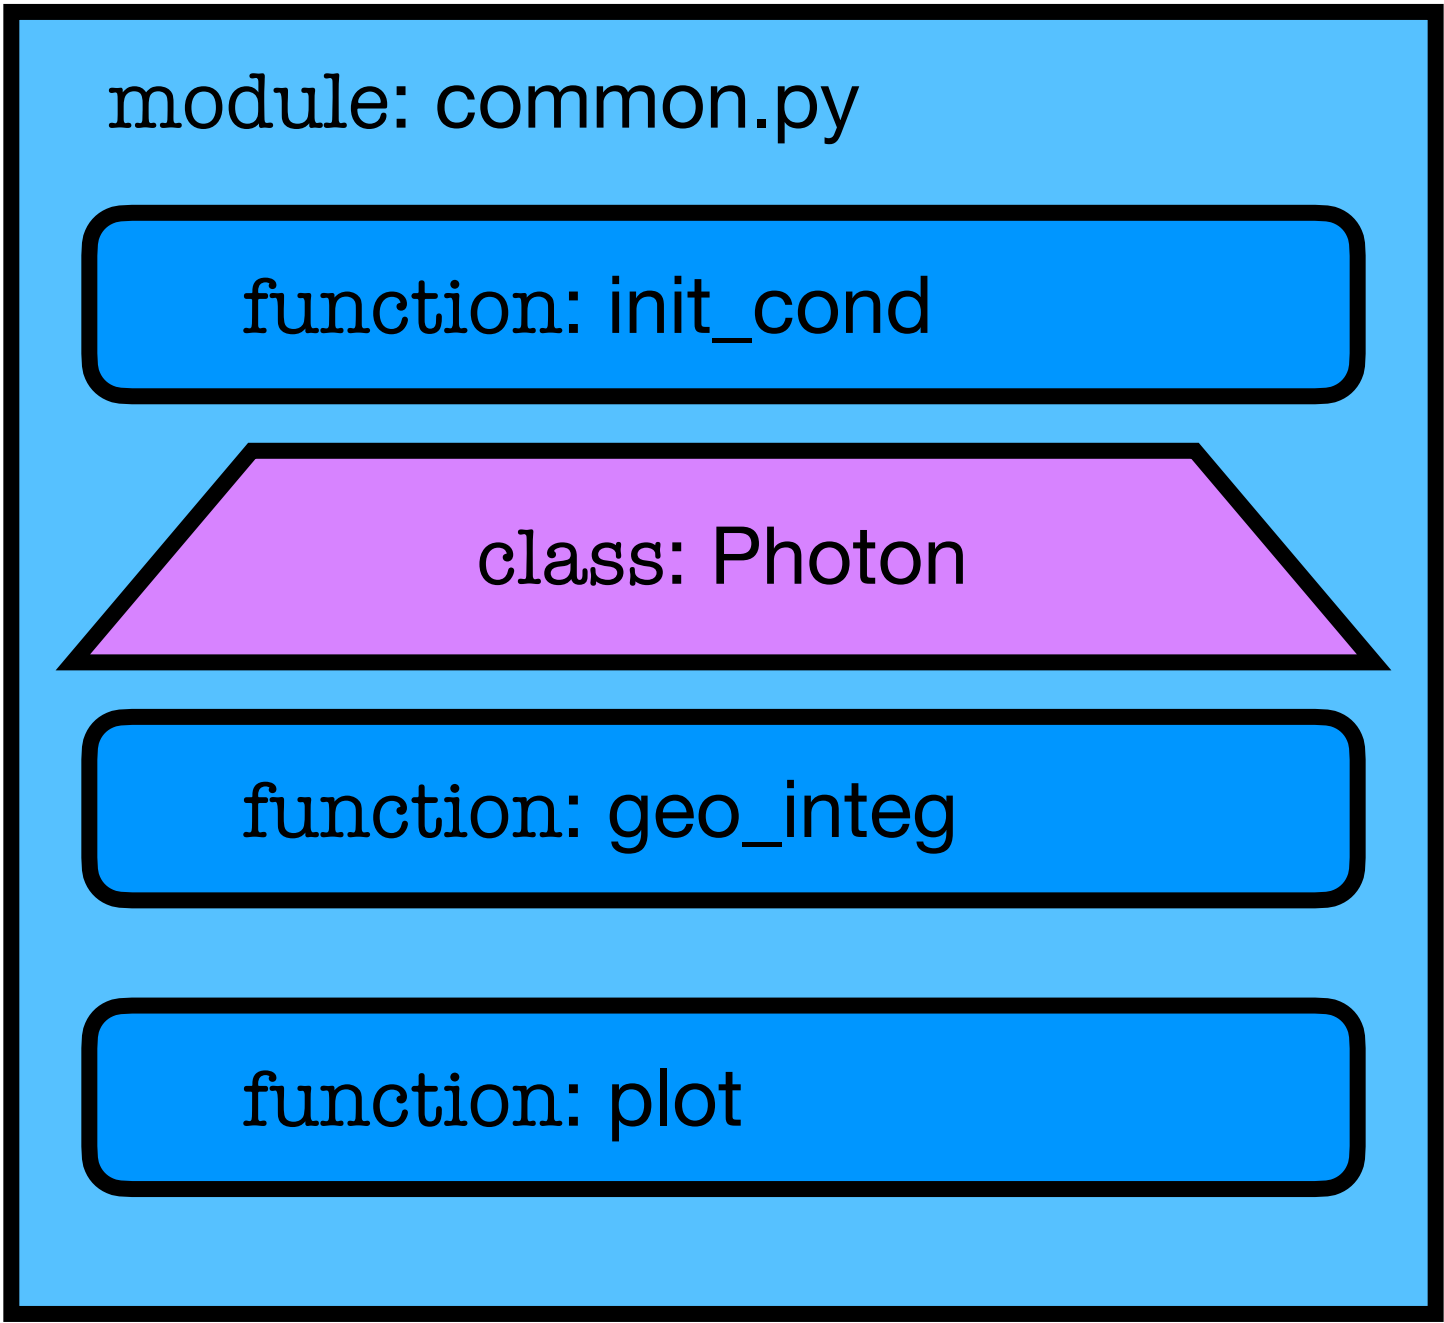 module: common.py
function: init_cond
class: Photon
function: geo_integ
function: plot